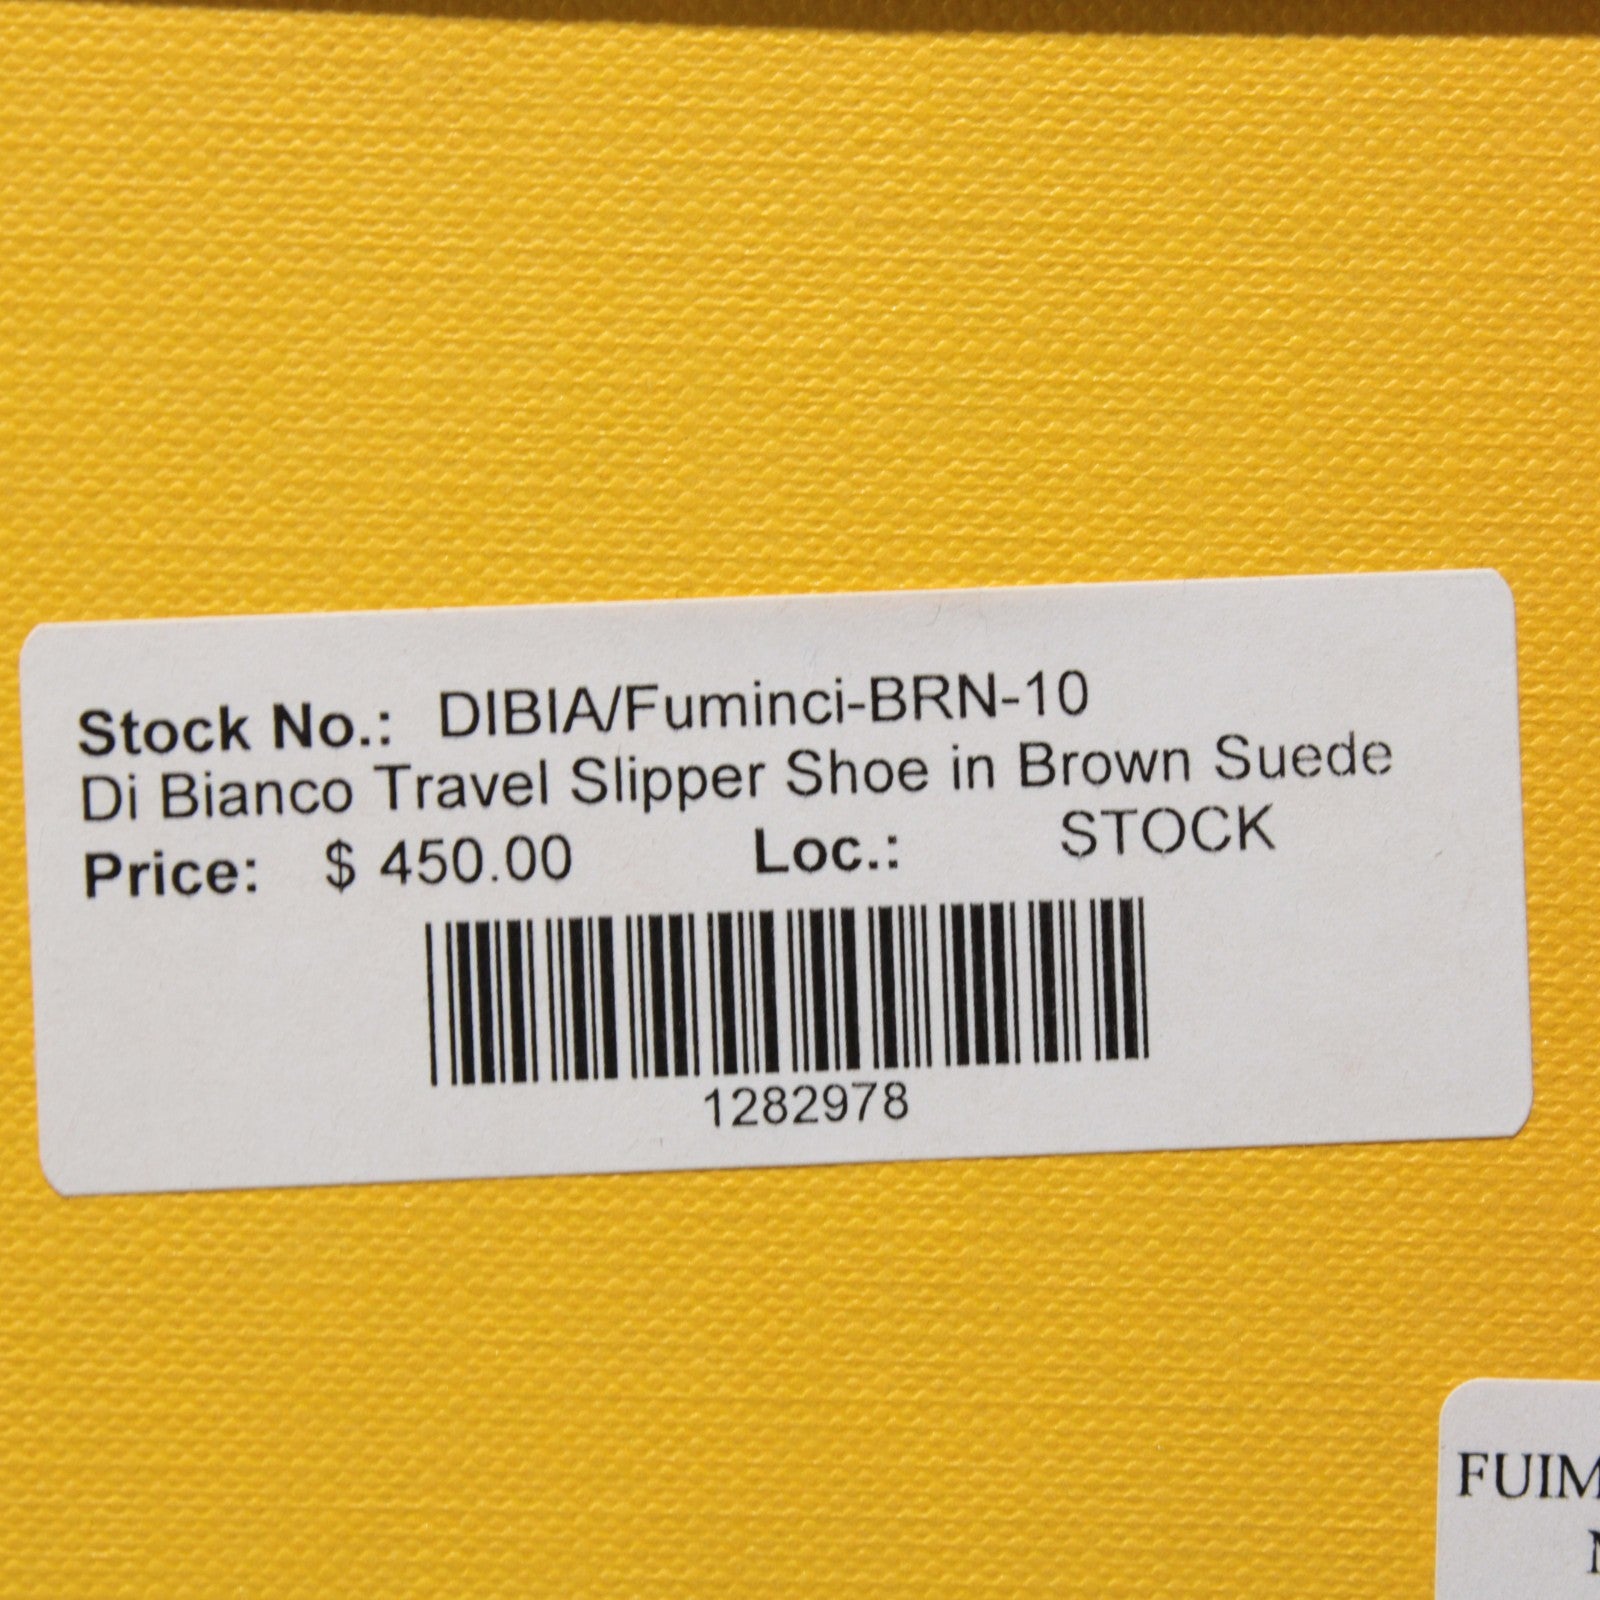 Stock No.: DIBIA/Fuminci-BRN-10
Di Bianco Travel Slipper Shoe in Brown Suede
Price: $ 450.00 Loc.: STOCK
1282978
FUIM